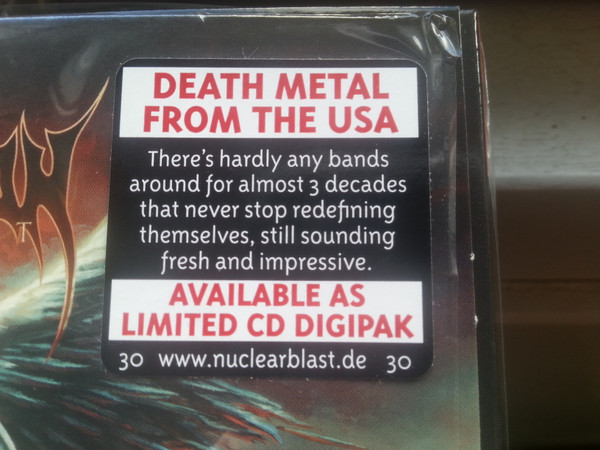 DEATH METAL
FROM THE USA
There's hardly any bands
around for almost 3 decades
that never stop redefining
themselves, still sounding
fresh and impressive.
AVAILABLE AS
LIMITED CD DIGIPAK
30 www.nuclearblast.de 30